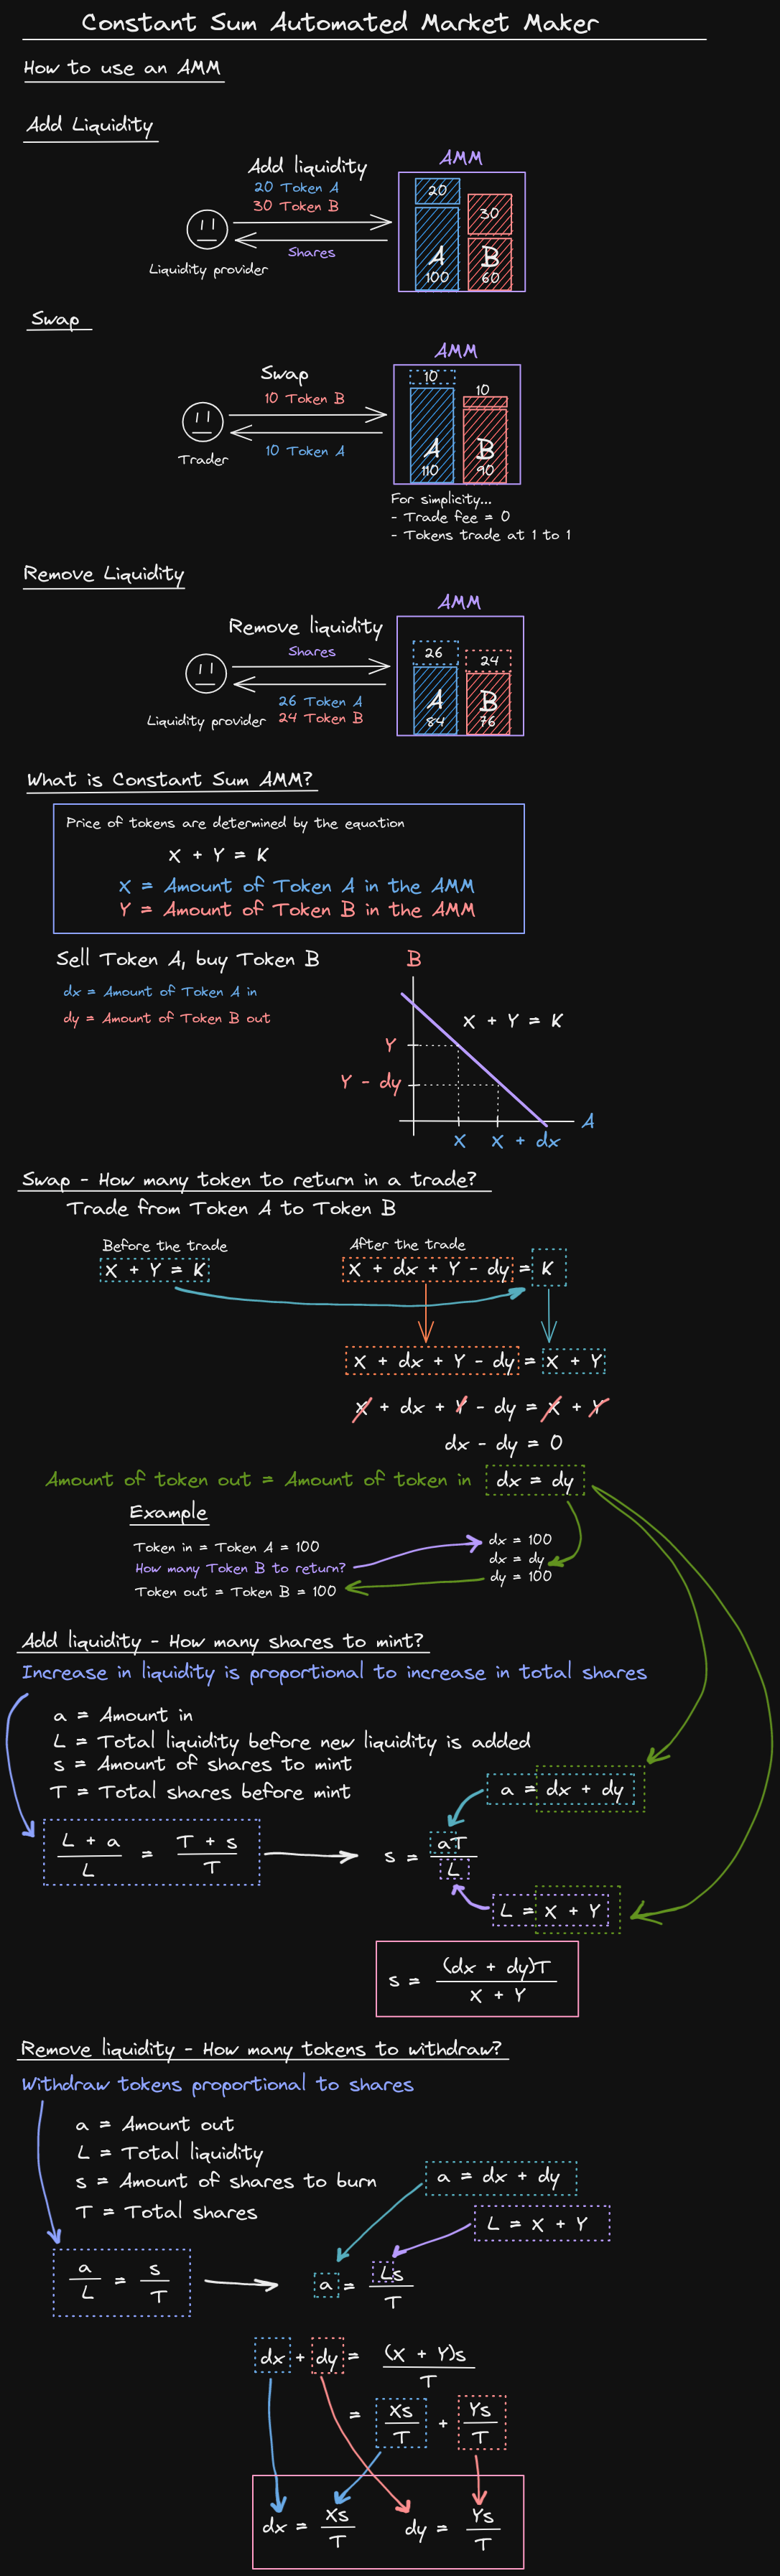 Constant Sum Automated Market Maker
How to use an AMM
Add Liquidity
AMM
Add liquidity
20 Token A
30 Token B
Shares
Liquidity provider
20
30
A
B
100
60
Swap
AMM
Swap
10 Token B
10 Token A
Trader
10
10
A
B
110
90
For simplicity...
- Trade fee = 0
- Tokens trade at 1 to 1
Remove Liquidity
AMM
Remove liquidity
Shares
26 Token A
24 Token B
Liquidity provider
26
24
A
B
84
76
What is Constant Sum AMM?
Price of tokens are determined by the equation
X + Y = K
X = Amount of Token A in the AMM
Y = Amount of Token B in the AMM
Sell Token A, buy Token B
dx = Amount of Token A in
dy = Amount of Token B out
B
X + Y = K
Y
Y - dy
A
X
X + dx
Swap - How many token to return in a trade?
Trade from Token A to Token B
Before the trade
X + Y = K
After the trade
X + dx + Y - dy = K
X + dx + Y - dy = X + Y
X + dx + Y - dy = X + Y
dx - dy = 0
Amount of token out = Amount of token in
dx = dy
Example
Token in = Token A = 100
How many Token B to return?
Token out = Token B = 100
dx = 100
dx = dy
dy = 100
Add liquidity - How many shares to mint?
Increase in liquidity is proportional to increase in total shares
a = Amount in
L = Total liquidity before new liquidity is added
s = Amount of shares to mint
T = Total shares before mint
a = dx + dy
L + a
L
=
T + s
T
s =
aT
L
L = X + Y
s =
(dx + dy)T
X + Y
Remove liquidity - How many tokens to withdraw?
Withdraw tokens proportional to shares
a = Amount out
L = Total liquidity
s = Amount of shares to burn
T = Total shares
a = dx + dy
L = X + Y
a
L
=
s
T
a =
Ls
T
dx + dy =
(X + Y)s
T
=
Xs
T
+
Ys
T
dx =
Xs
T
dy =
Ys
T